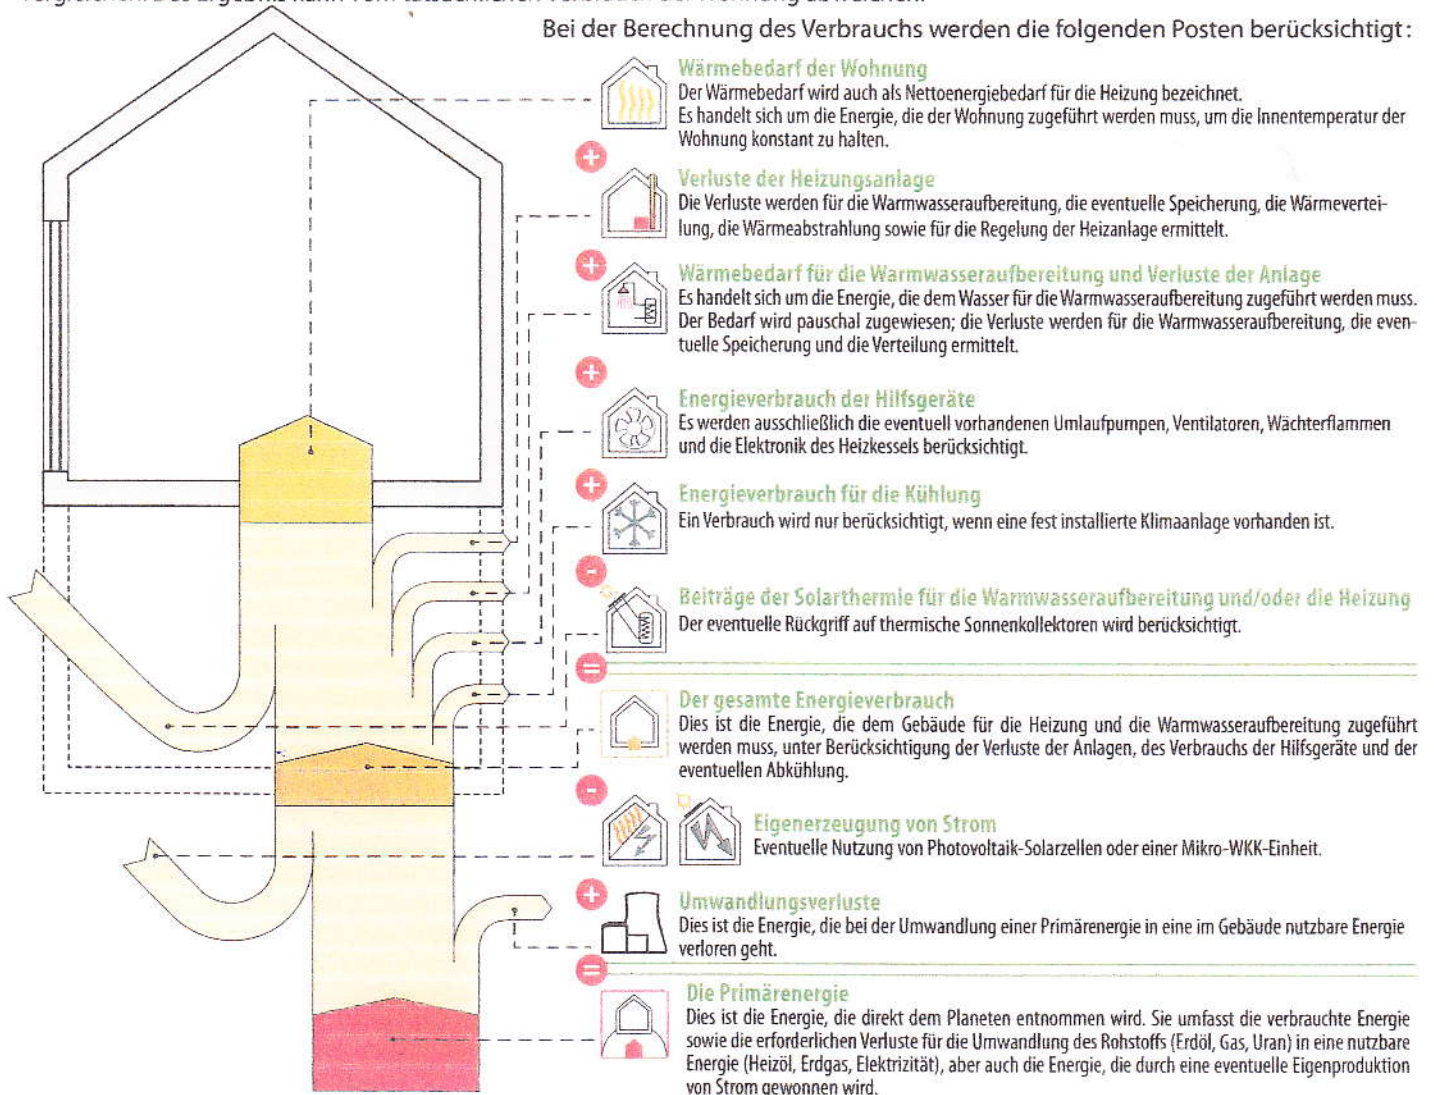 Bei der Berechnung des Verbrauchs werden die folgenden Posten berücksichtigt:
Wärmebedarf der Wohnung
Der Wärmebedarf wird auch als Nettoenergiebedarf für die Heizung bezeichnet.
Es handelt sich um die Energie, die der Wohnung zugeführt werden muss, um die Innentemperatur der
Wohnung konstant zu halten.
+
Verluste der Heizungsanlage
Die Verluste werden für die Warmwasseraufbereitung, die eventuelle Speicherung, die Wärmevertei-
lung, die Wärmeabstrahlung sowie für die Regelung der Heizanlage ermittelt.
+
Wärmebedarf für die Warmwasseraufbereitung und Verluste der Anlage
Es handelt sich um die Energie, die dem Wasser für die Warmwasseraufbereitung zugeführt werden muss.
Der Bedarf wird pauschal zugewiesen; die Verluste werden für die Warmwasseraufbereitung, die even-
tuelle Speicherung und die Verteilung ermittelt.
+
Energieverbrauch der Hilfsgeräte
Es werden ausschließlich die eventuell vorhandenen Umlaufpumpen, Ventilatoren, Wächterflammen
und die Elektronik des Heizkessels berücksichtigt.
+
Energieverbrauch für die Kühlung
Ein Verbrauch wird nur berücksichtigt, wenn eine fest installierte Klimaanlage vorhanden ist.
-
Beiträge der Solarthermie für die Warmwasseraufbereitung und/oder die Heizung
Der eventuelle Rückgriff auf thermische Sonnenkollektoren wird berücksichtigt.
=
Der gesamte Energieverbrauch
Dies ist die Energie, die dem Gebäude für die Heizung und die Warmwasseraufbereitung zugeführt
werden muss, unter Berücksichtigung der Verluste der Anlagen, des Verbrauchs der Hilfsgeräte und der
eventuellen Abkühlung.
-
Eigenerzeugung von Strom
Eventuelle Nutzung von Photovoltaik-Solarzellen oder einer Mikro-WKK-Einheit.
+
Umwandlungsverluste
Dies ist die Energie, die bei der Umwandlung einer Primärenergie in eine im Gebäude nutzbare Energie
verloren geht.
=
Die Primärenergie
Dies ist die Energie, die direkt dem Planeten entnommen wird. Sie umfasst die verbrauchte Energie
sowie die erforderlichen Verluste für die Umwandlung des Rohstoffs (Erdöl, Gas, Uran) in eine nutzbare
Energie (Heizöl, Erdgas, Elektrizität), aber auch die Energie, die durch eine eventuelle Eigenproduktion
von Strom gewonnen wird.